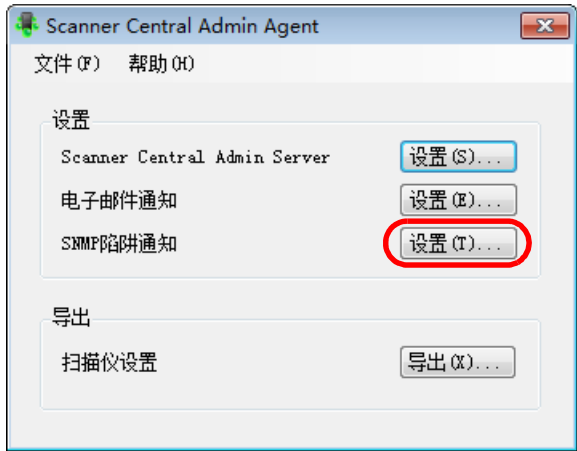 Scanner Central Admin Agent
文件(F) 帮助(H)
设置
Scanner Central Admin Server 设置(S)...
电子邮件通知 设置(E)...
SNMP陷阱通知 设置(T)...
导出
扫描仪设置 导出(X)...